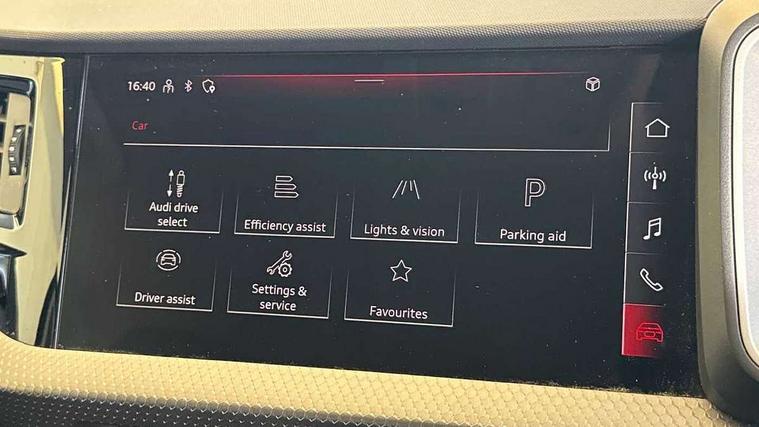 16:40
Car
Audi drive
select
Efficiency assist
Lights & vision
P
Parking aid
Driver assist
Settings &
service
Favourites